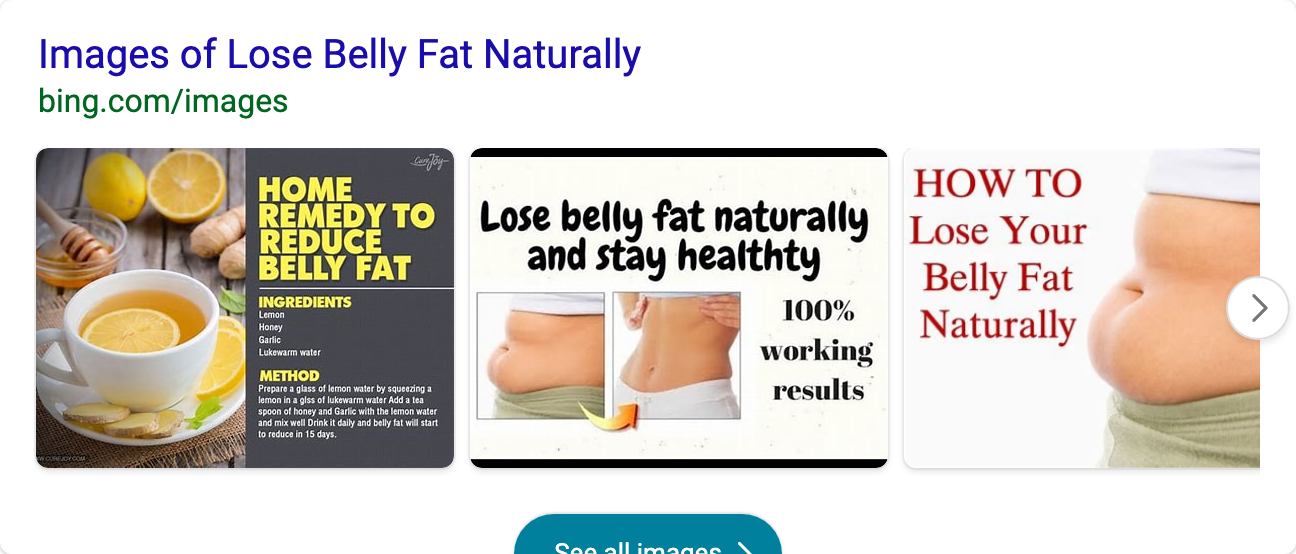 Images of Lose Belly Fat Naturally
bing.com/images
CureJoy
HOME
REMEDY TO
REDUCE
BELLY FAT
INGREDIENTS
Lemon
Honey
Garlic
Lukewarm water
METHOD
Prepare a glass of lemon water by squeezing a
lemon in a glss of lukewarm water Add a tea
spoon of honey and Garlic with the lemon water
and mix well Drink it daily and belly fat will start
to reduce in 15 days.
W.CUREJOY.COM
Lose belly fat naturally
and stay healthty
100%
working
results
HOW TO
Lose Your
Belly Fat
Naturally
See all images